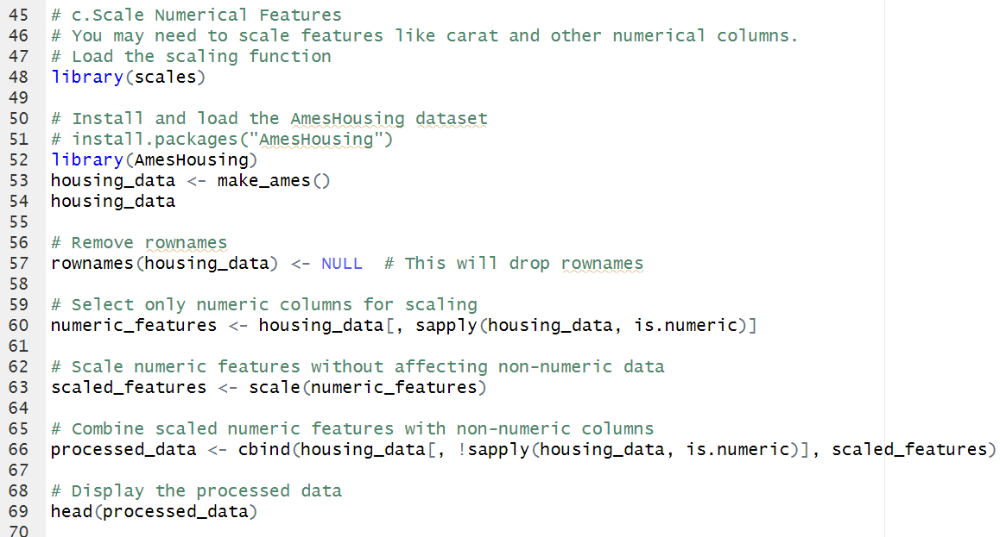 45 # c.Scale Numerical Features
46 # You may need to scale features like carat and other numerical columns.
47 # Load the scaling function
48 library(scales)
49
50 # Install and load the AmesHousing dataset
51 # install.packages("AmesHousing")
52 library(AmesHousing)
53 housing_data <- make_ames()
54 housing_data
55
56 # Remove rownames
57 rownames(housing_data) <- NULL  # This will drop rownames
58
59 # Select only numeric columns for scaling
60 numeric_features <- housing_data[, sapply(housing_data, is.numeric)]
61
62 # Scale numeric features without affecting non-numeric data
63 scaled_features <- scale(numeric_features)
64
65 # Combine scaled numeric features with non-numeric columns
66 processed_data <- cbind(housing_data[, !sapply(housing_data, is.numeric)], scaled_features)
67
68 # Display the processed data
69 head(processed_data)
70